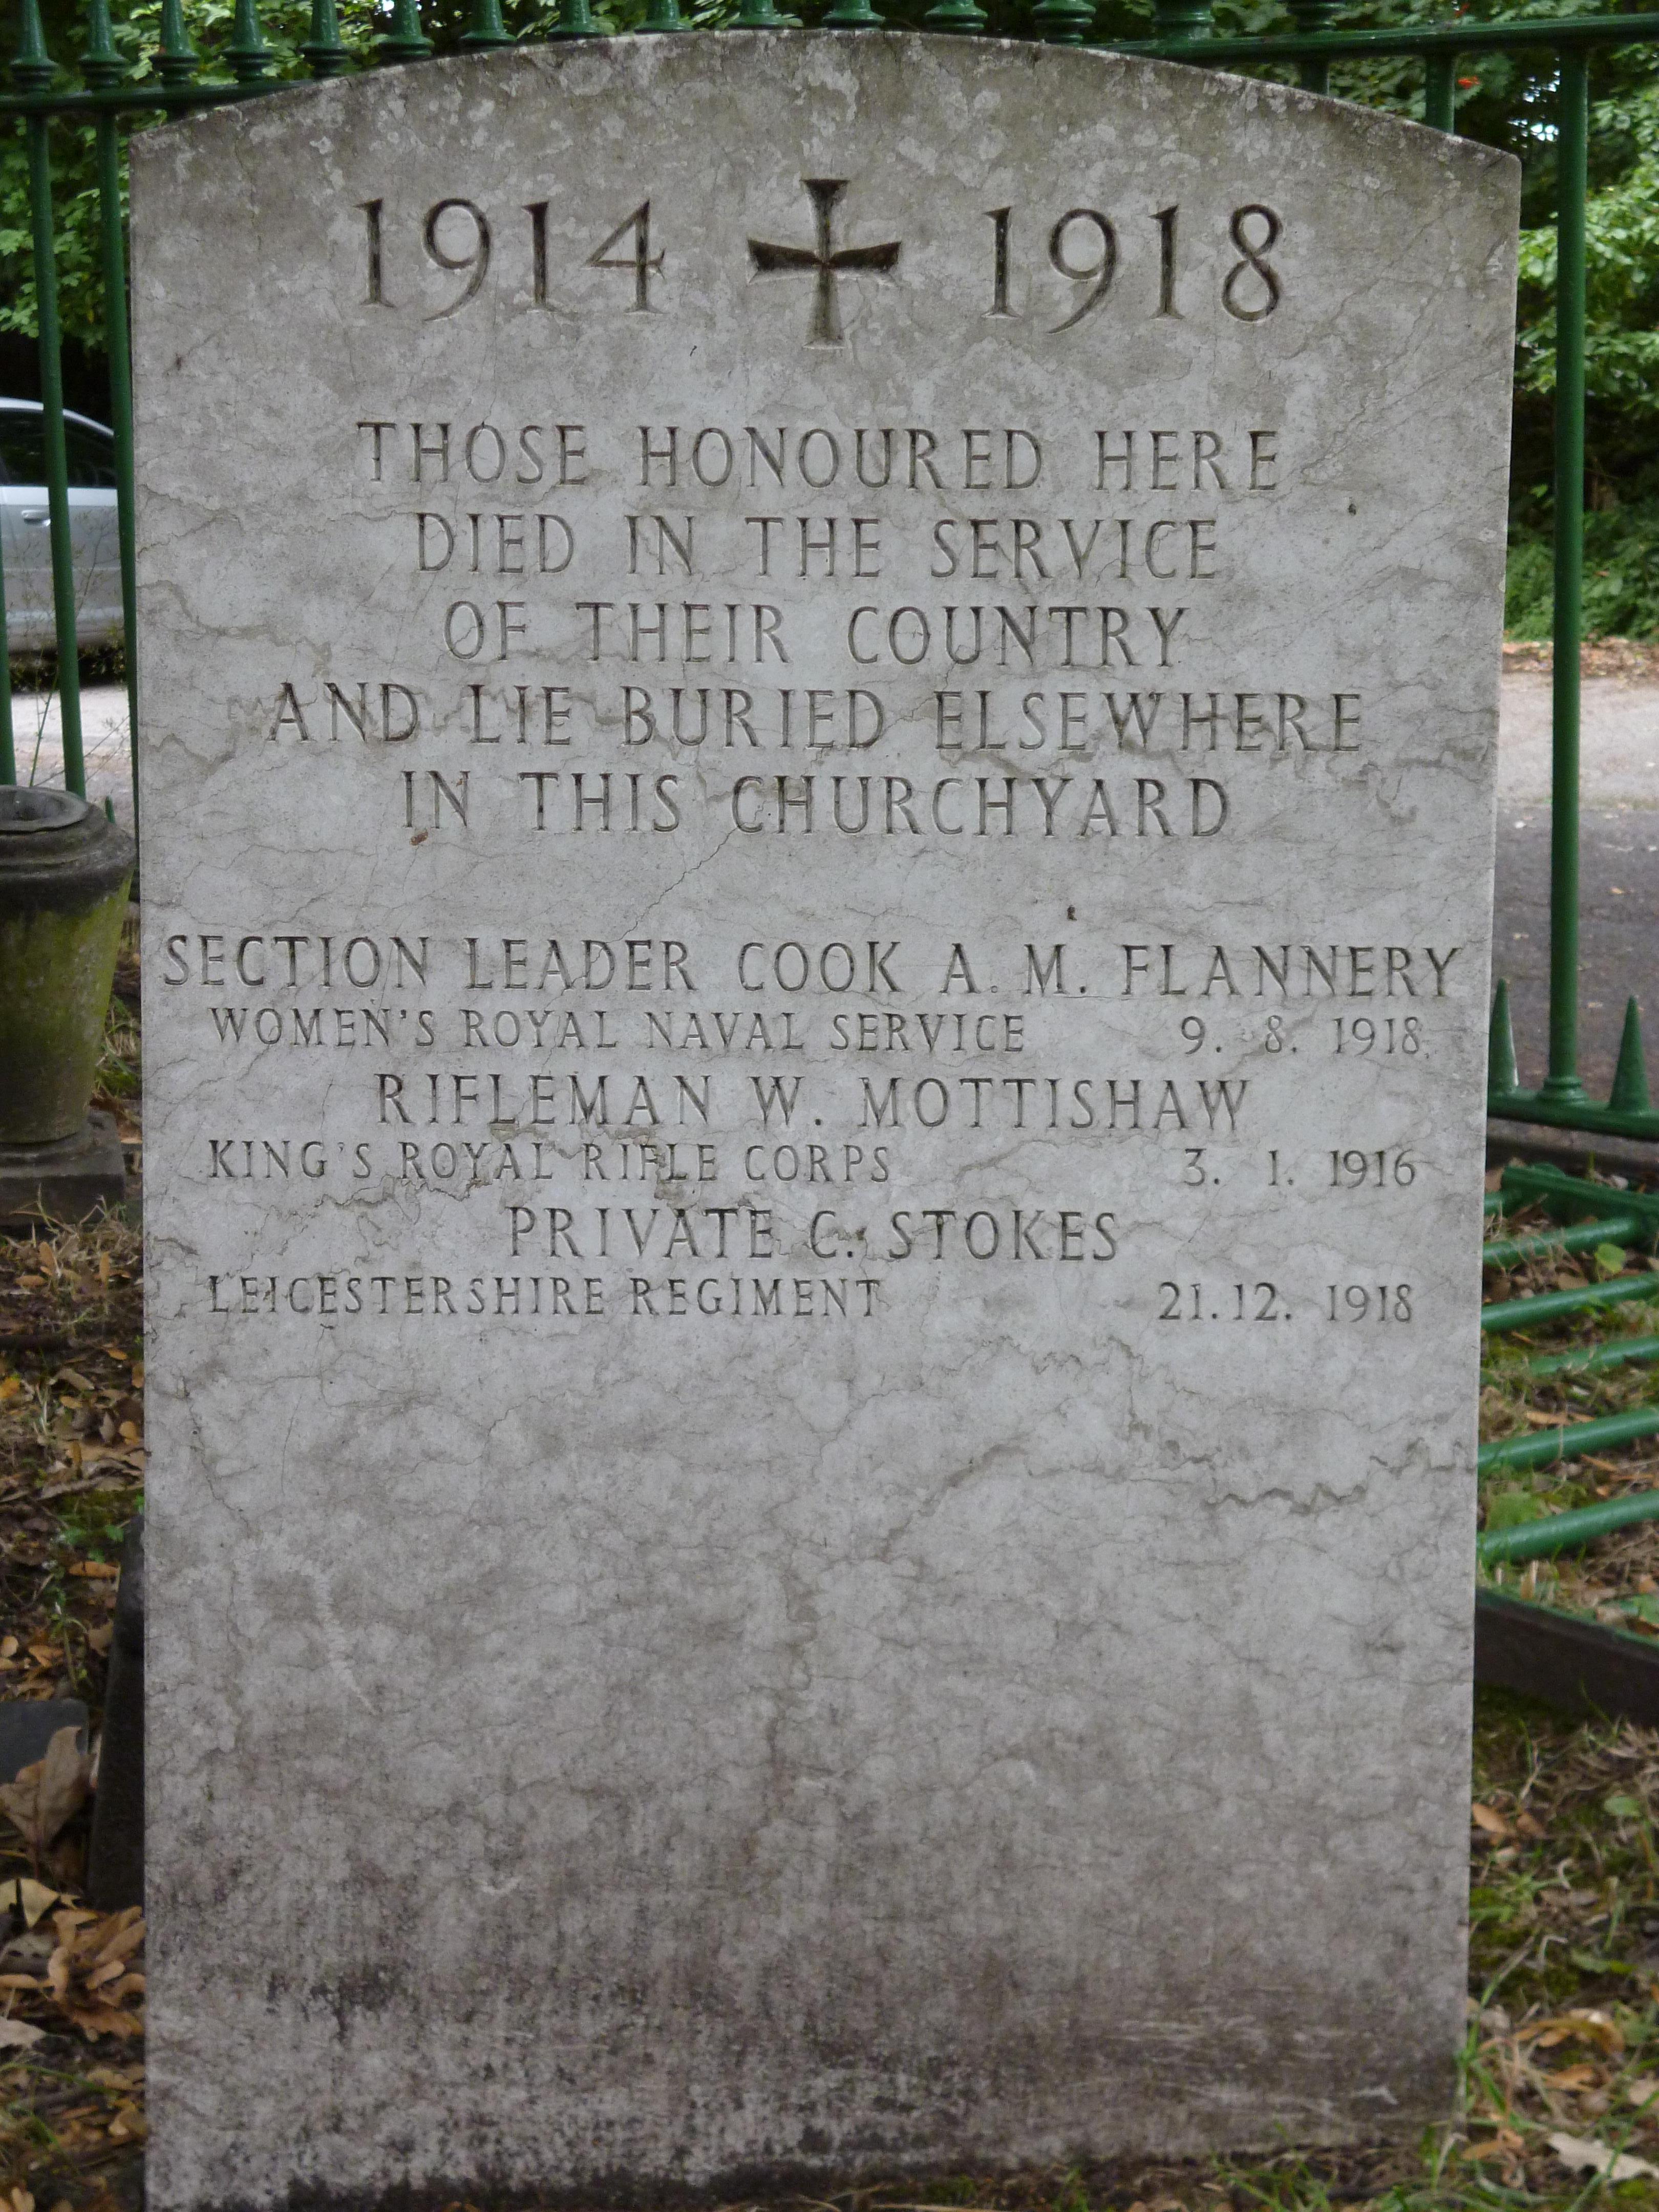 1914 1918
THOSE HONOURED HERE
DIED IN THE SERVICE
OF THEIR COUNTRY
AND LIE BURIED ELSEWHERE
IN THIS CHURCHYARD
SECTION LEADER COOK A. M. FLANNERY
WOMEN'S ROYAL NAVAL SERVICE 9. 8. 1918
RIFLEMAN W. MOTTISHAW
KING'S ROYAL RIFLE CORPS 3. 1. 1916
PRIVATE C. STOKES
LEICESTERSHIRE REGIMENT 21. 12. 1918